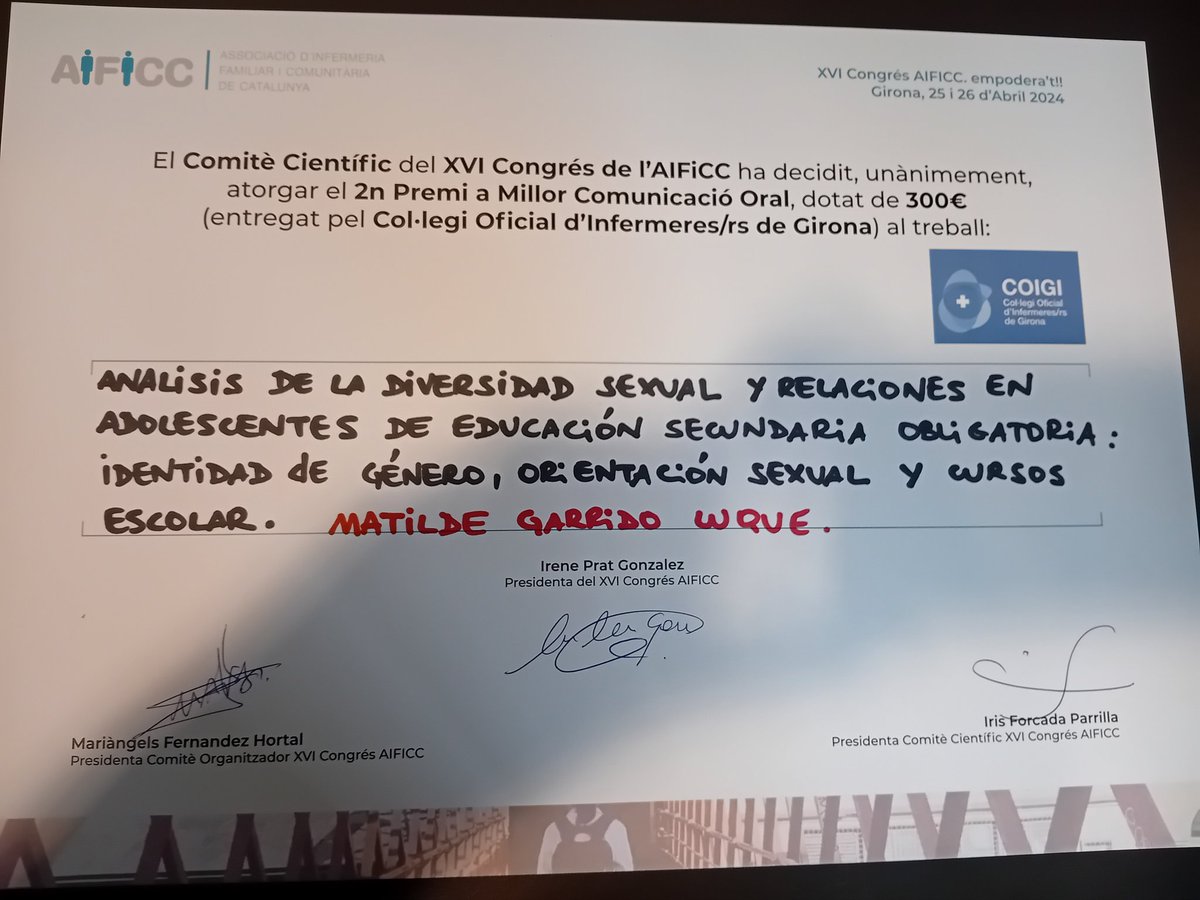 AiFiCC
ASSOCIACIÓ D'INFERMERIA
FAMILIAR I COMUNITÀRIA
DE CATALUNYA
XVI Congrés AIFICC. empodera't!!
Girona, 25 i 26 d'Abril 2024
El Comitè Científic del XVI Congrés de l'AIFiCC ha decidit, unànimement,
atorgar el 2n Premi a Millor Comunicació Oral, dotat de 300€
(entregat pel Col·legi Oficial d'Infermeres/rs de Girona) al treball:
COIGI
Col·legi Oficial
d'Infermeres/rs
de Girona
ANALISIS DE LA DIVERSIDAD SEXUAL Y RELACIONES EN
ADOLESCENTES DE EDUCACIÓN SECUNDARIA OBLIGATORIA:
IDENTIDAD de GÉNERO, ORIENTACIÓN SEXUAL Y CURSOS
ESCOLAR. MATILDE GARRIDO LUQUE.
Irene Prat Gonzalez
Presidenta del XVI Congrés AIFICC
Mariàngels Fernandez Hortal
Presidenta Comitè Organitzador XVI Congrés AIFICC
Iris Forcada Parrilla
Presidenta Comitè Científic XVI Congrés AIFICC